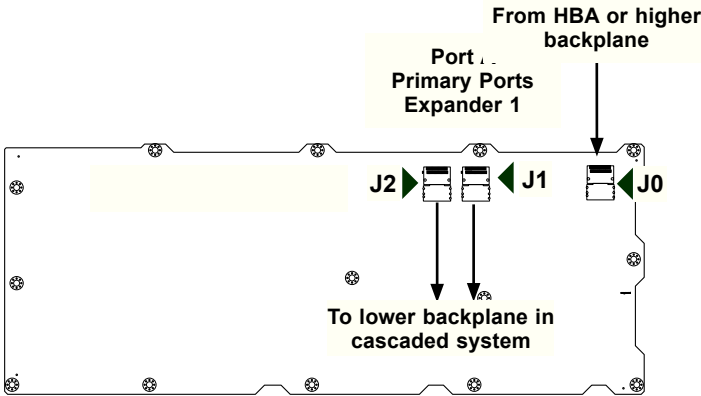 From HBA or higher
backplane
Port
Primary Ports
Expander 1
J2
J1
J0
To lower backplane in
cascaded system